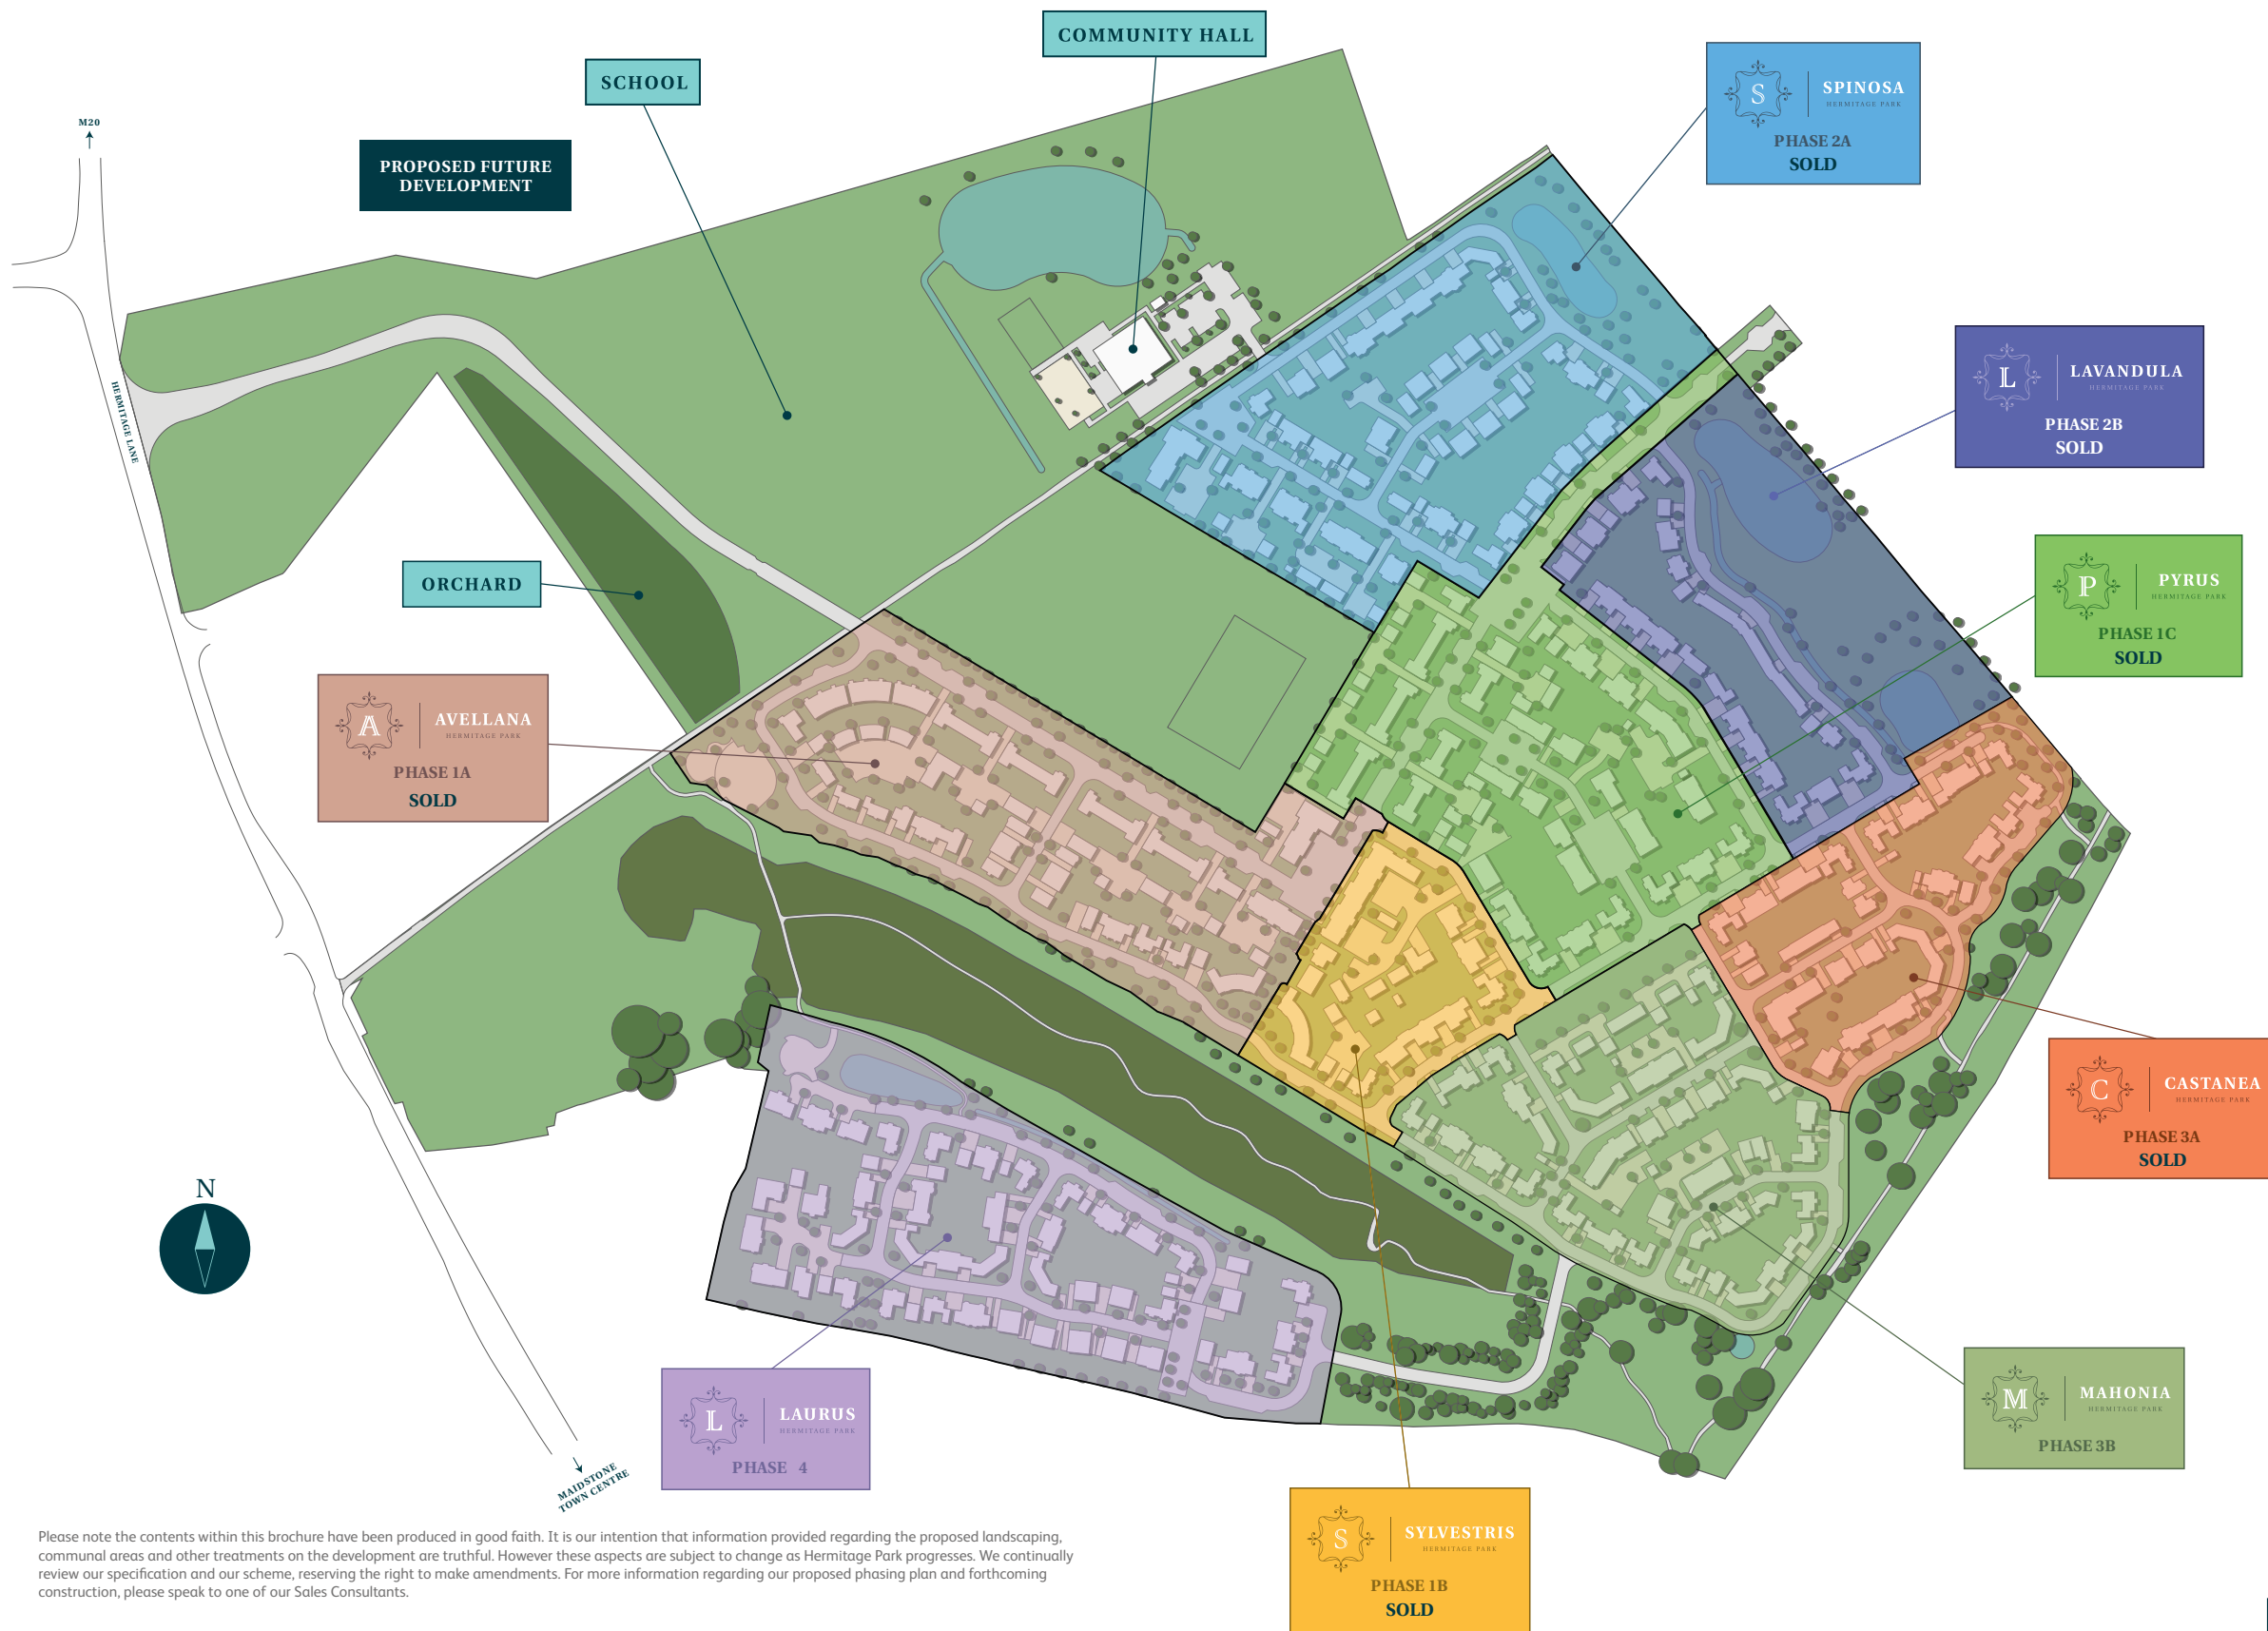 COMMUNITY HALL
SCHOOL
M20
PROPOSED FUTURE
DEVELOPMENT
S
SPINOSA
HERMITAGE PARK
PHASE 2A
SOLD
L
LAVANDULA
HERMITAGE PARK
PHASE 2B
SOLD
HERMITAGE LANE
ORCHARD
P
PYRUS
HERMITAGE PARK
PHASE 1C
SOLD
A
AVELLANA
HERMITAGE PARK
PHASE 1A
SOLD
C
CASTANEA
HERMITAGE PARK
PHASE 3A
SOLD
N
L
LAURUS
HERMITAGE PARK
PHASE 4
M
MAHONIA
HERMITAGE PARK
PHASE 3B
MAIDSTONE
TOWN CENTRE
S
SYLVESTRIS
HERMITAGE PARK
PHASE 1B
SOLD
Please note the contents within this brochure have been produced in good faith. It is our intention that information provided regarding the proposed landscaping,
communal areas and other treatments on the development are truthful. However these aspects are subject to change as Hermitage Park progresses. We continually
review our specification and our scheme, reserving the right to make amendments. For more information regarding our proposed phasing plan and forthcoming
construction, please speak to one of our Sales Consultants.